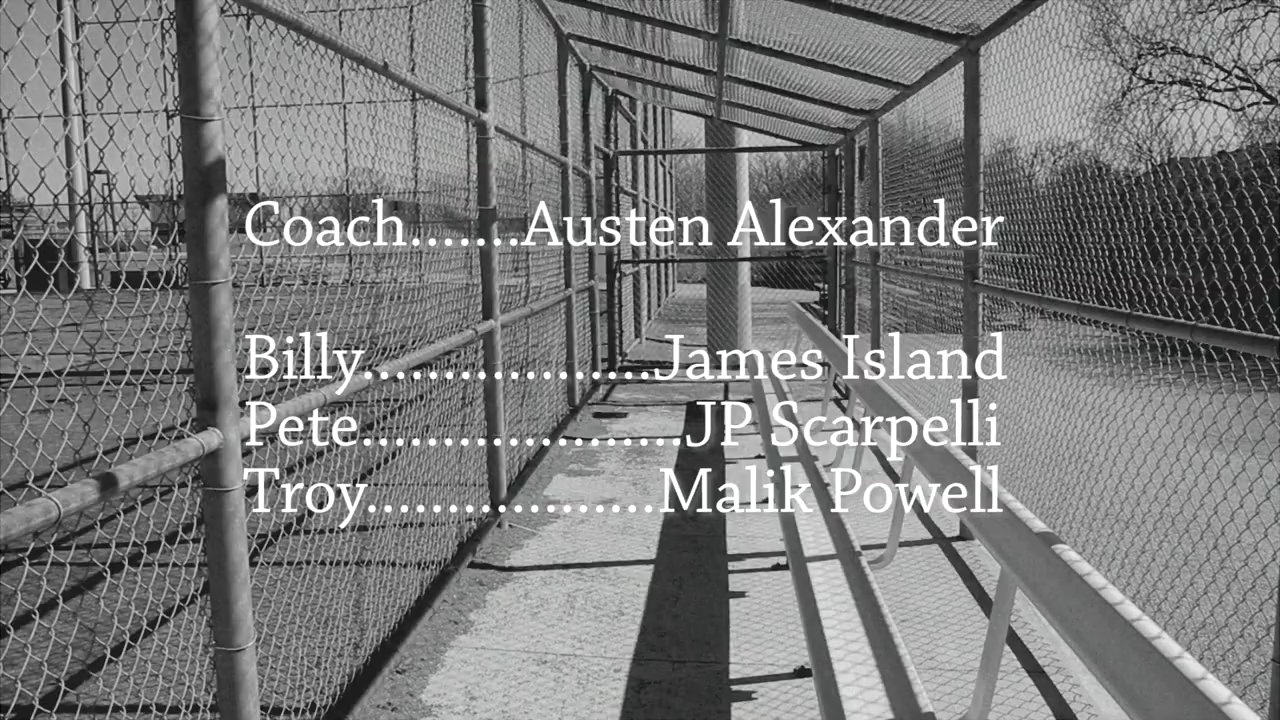 Coach.......Austen Alexander
Billy..................James Island
Pete....................JP Scarpelli
Troy..................Malik Powell